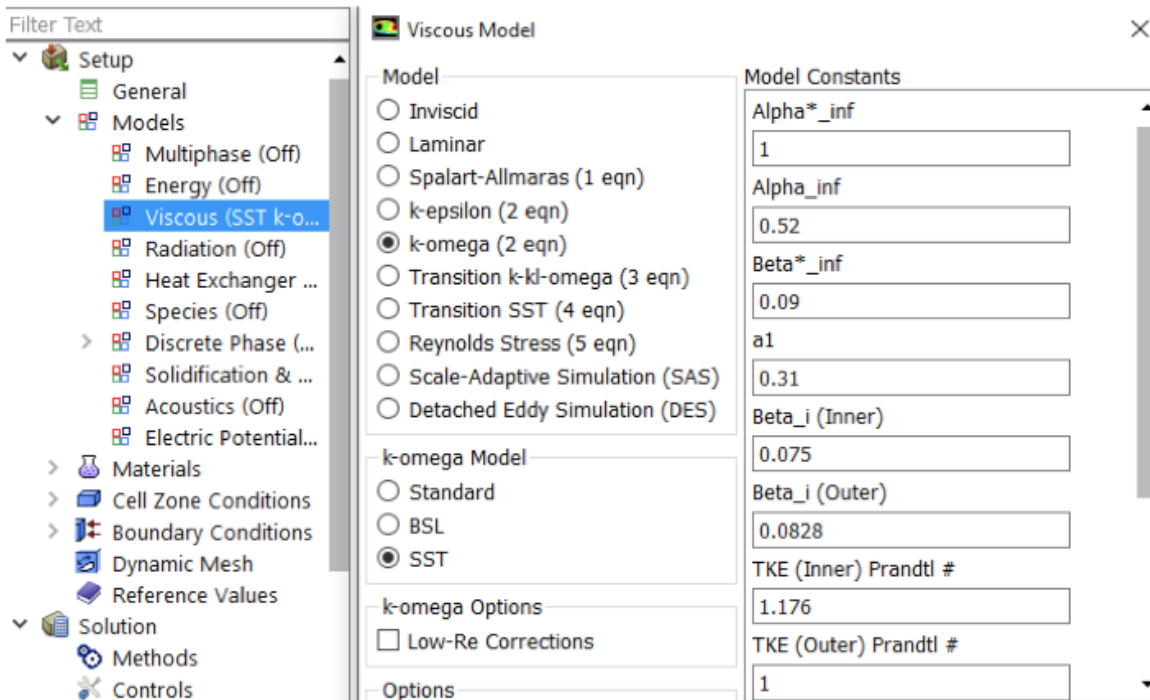 Filter Text
Setup
General
Models
Multiphase (Off)
Energy (Off)
Viscous (SST k-o...
Radiation (Off)
Heat Exchanger ...
Species (Off)
Discrete Phase (...
Solidification & ...
Acoustics (Off)
Electric Potential...
Materials
Cell Zone Conditions
Boundary Conditions
Dynamic Mesh
Reference Values
Solution
Methods
Controls
Viscous Model
Model
Inviscid
Laminar
Spalart-Allmaras (1 eqn)
k-epsilon (2 eqn)
k-omega (2 eqn)
Transition k-kl-omega (3 eqn)
Transition SST (4 eqn)
Reynolds Stress (5 eqn)
Scale-Adaptive Simulation (SAS)
Detached Eddy Simulation (DES)
k-omega Model
Standard
BSL
SST
k-omega Options
Low-Re Corrections
Options
Model Constants
Alpha*_inf
1
Alpha_inf
0.52
Beta*_inf
0.09
a1
0.31
Beta_i (Inner)
0.075
Beta_i (Outer)
0.0828
TKE (Inner) Prandtl #
1.176
TKE (Outer) Prandtl #
1